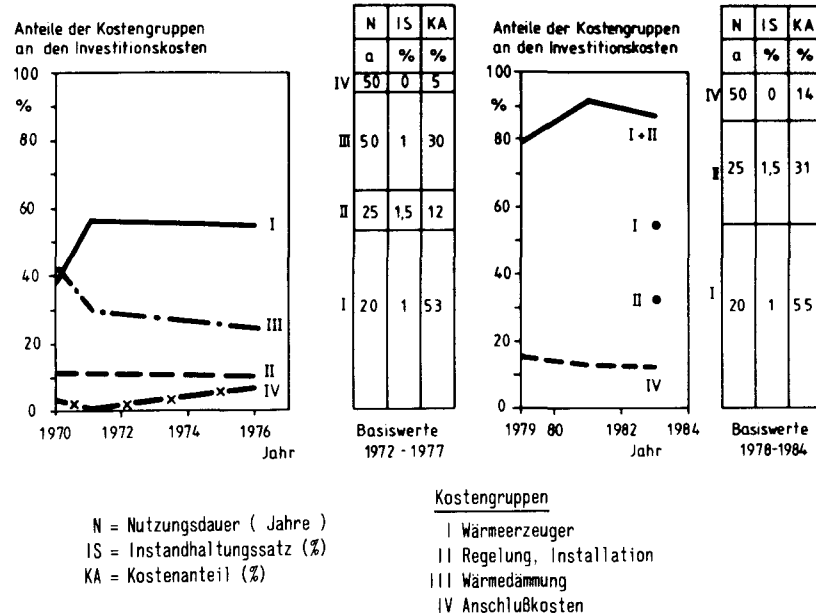 Anteile der Kostengruppen
an den Investitionskosten
100
%
80
60
40
20
0
1970 1972 1974 1976
Jahr
I
III
II
IV
N IS KA
a % %
IV 50 0 5
III 50 1 30
II 25 1,5 12
I 20 1 53
Basiswerte
1972 - 1977
Anteile der Kostengruppen
an den Investitionskosten
100
%
80
60
40
20
0
1979 80 1982 1984
Jahr
I + II
I
II
IV
N IS KA
a % %
IV 50 0 14
II 25 1,5 31
I 20 1 55
Basiswerte
1978-1984
N = Nutzungsdauer ( Jahre )
IS = Instandhaltungssatz (%)
KA = Kostenanteil (%)
Kostengruppen
I Wärmeerzeuger
II Regelung, Installation
III Wärmedämmung
IV Anschlußkosten